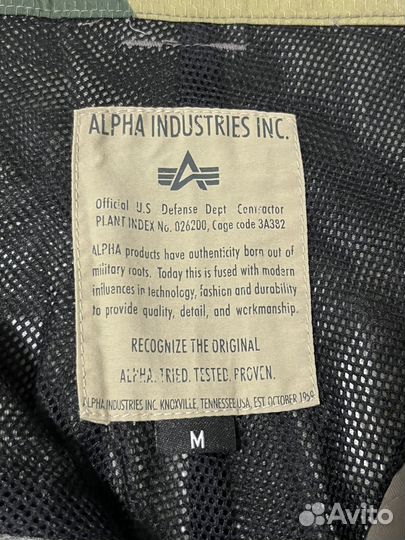 ALPHA INDUSTRIES INC.
Official U.S Defense Dept Contractor
PLANT INDEX No. 026200, Cage code 3A382
ALPHA products have authenticity born out of
military roots. Today this is fused with modern
influences in technology, fashion and durability
to provide quality, detail, and workmanship.
RECOGNIZE THE ORIGINAL
ALPHA. TRIED. TESTED. PROVEN.
ALPHA INDUSTRIES INC. KNOXVILLE, TENNESSEE,USA, EST. OCTOBER 1959
M
Avito